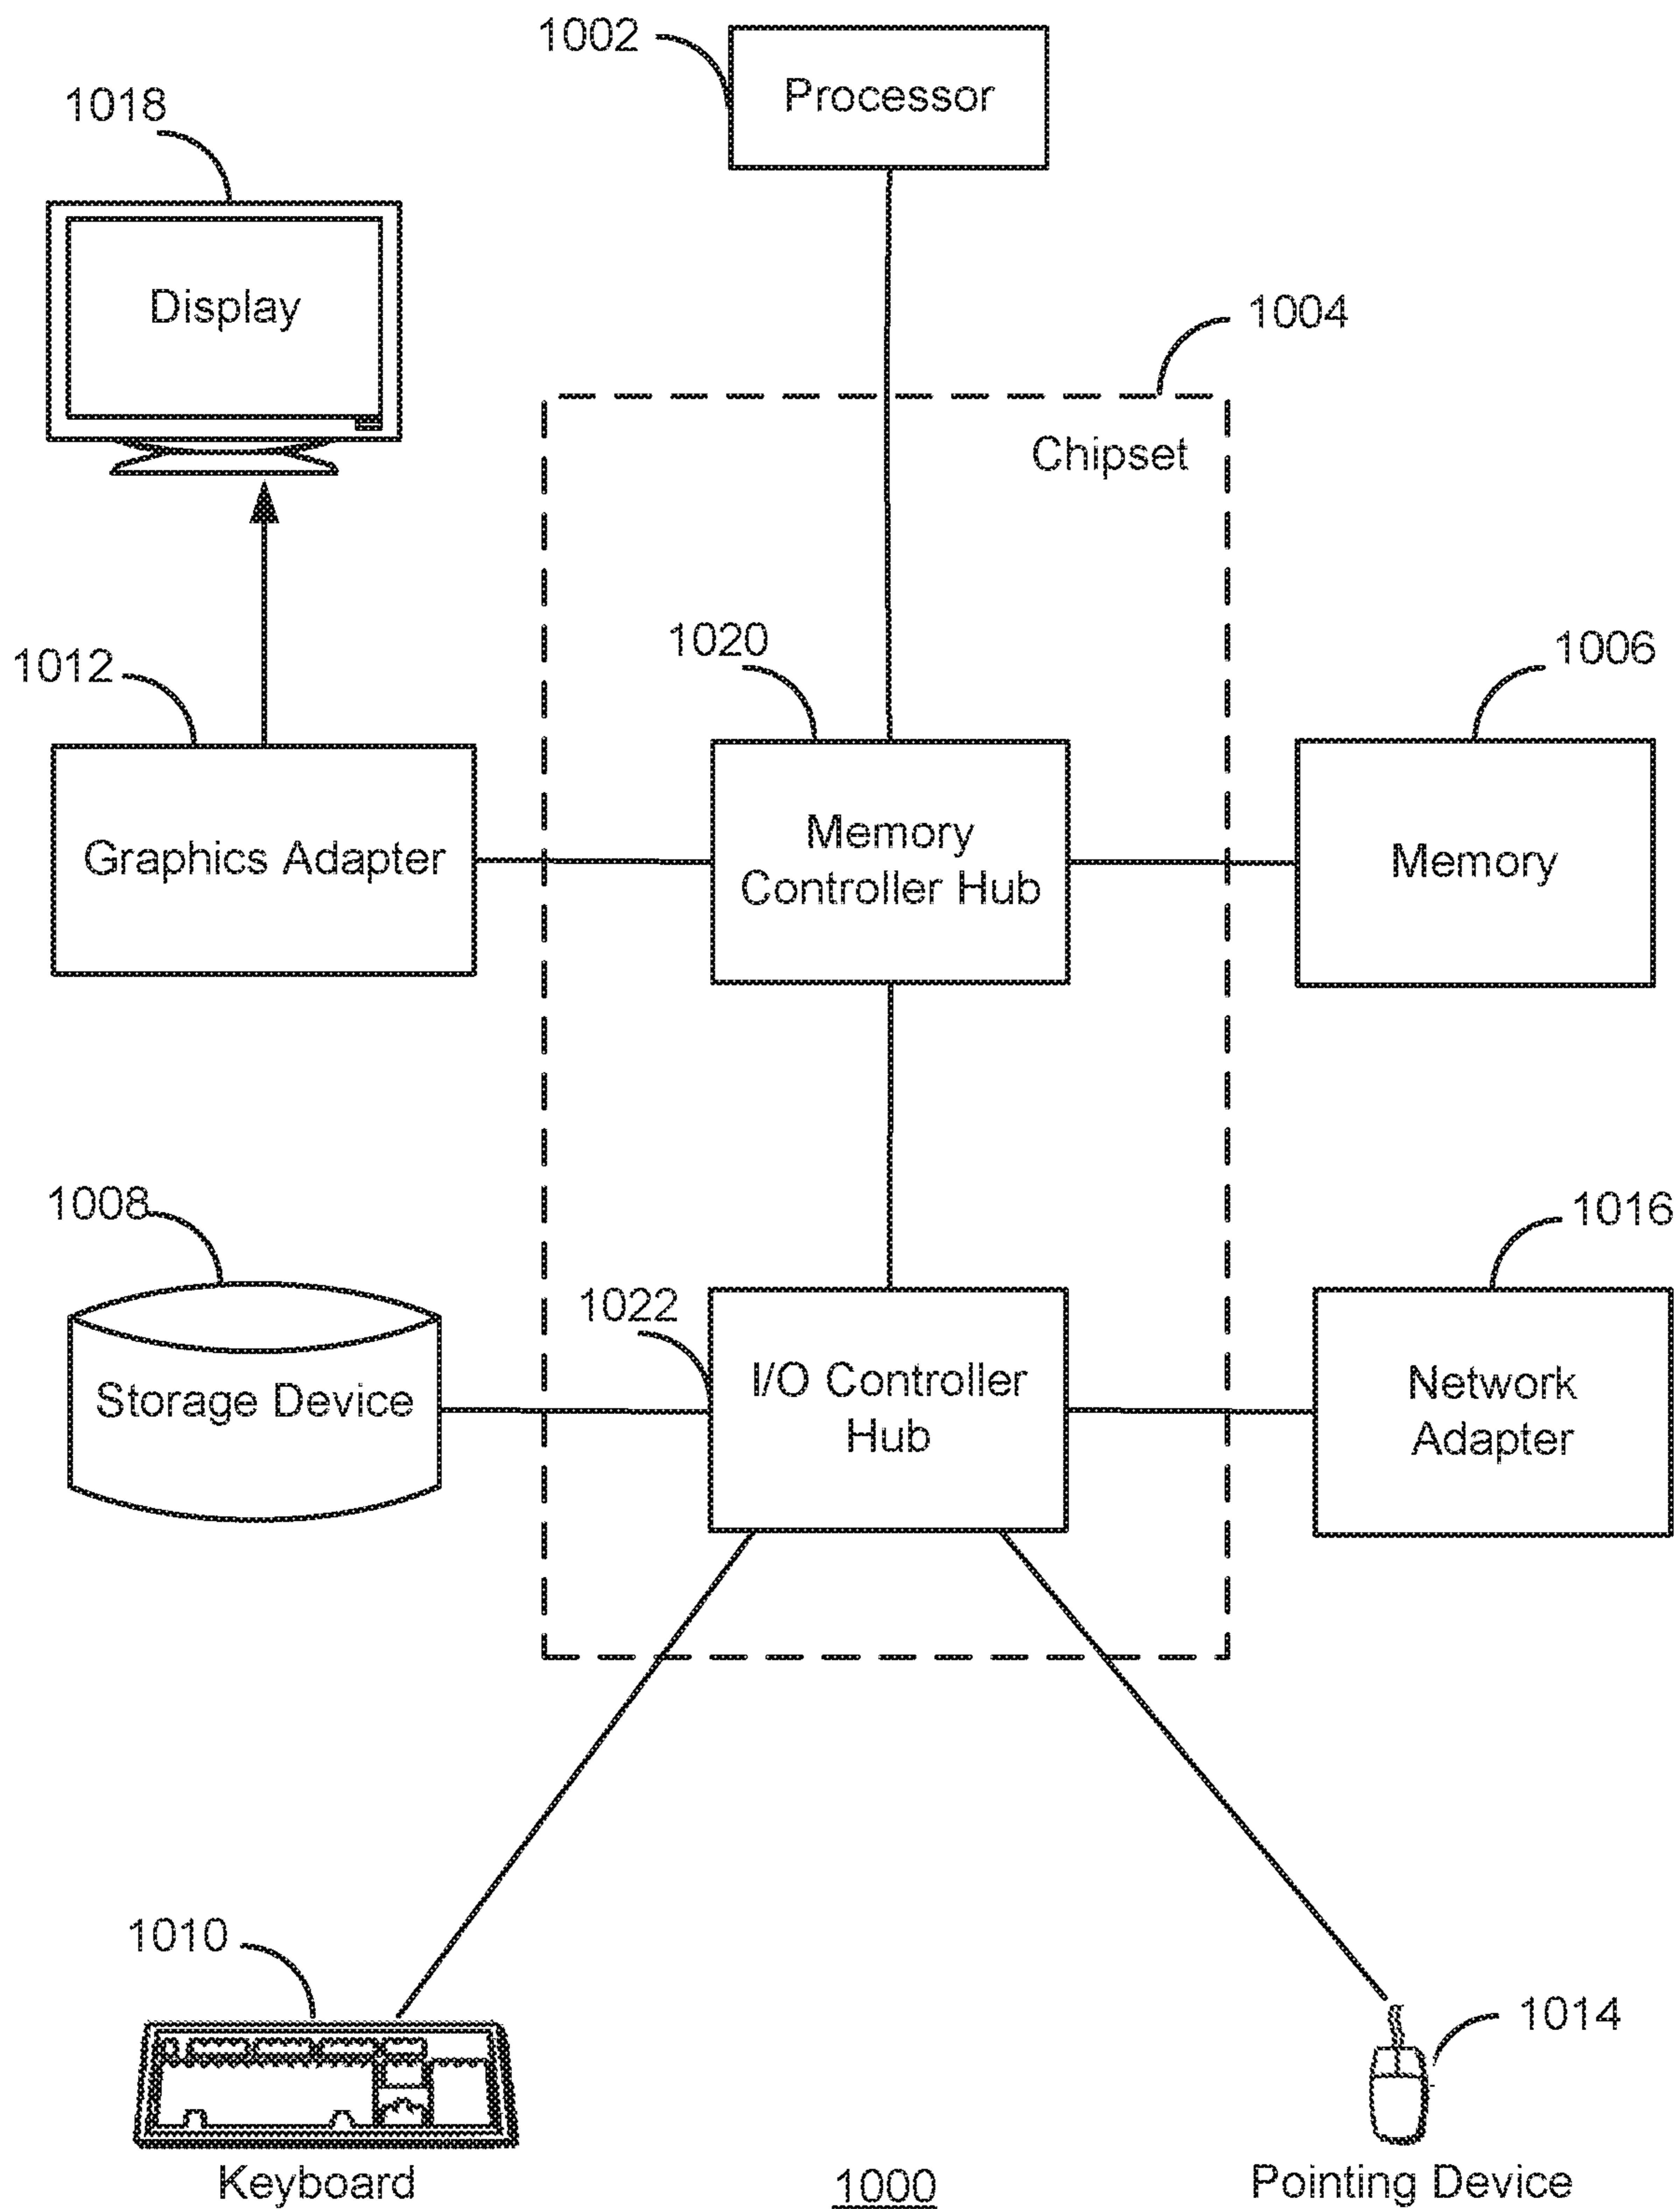 1002
Processor
1018
Display
1004
Chipset
1020
1006
1012
Memory
Controller Hub
Graphics Adapter
Memory
1008
1016
1022
I/O Controller
Hub
Storage Device
Network
Adapter
1010
1014
Keyboard
1000
Pointing Device